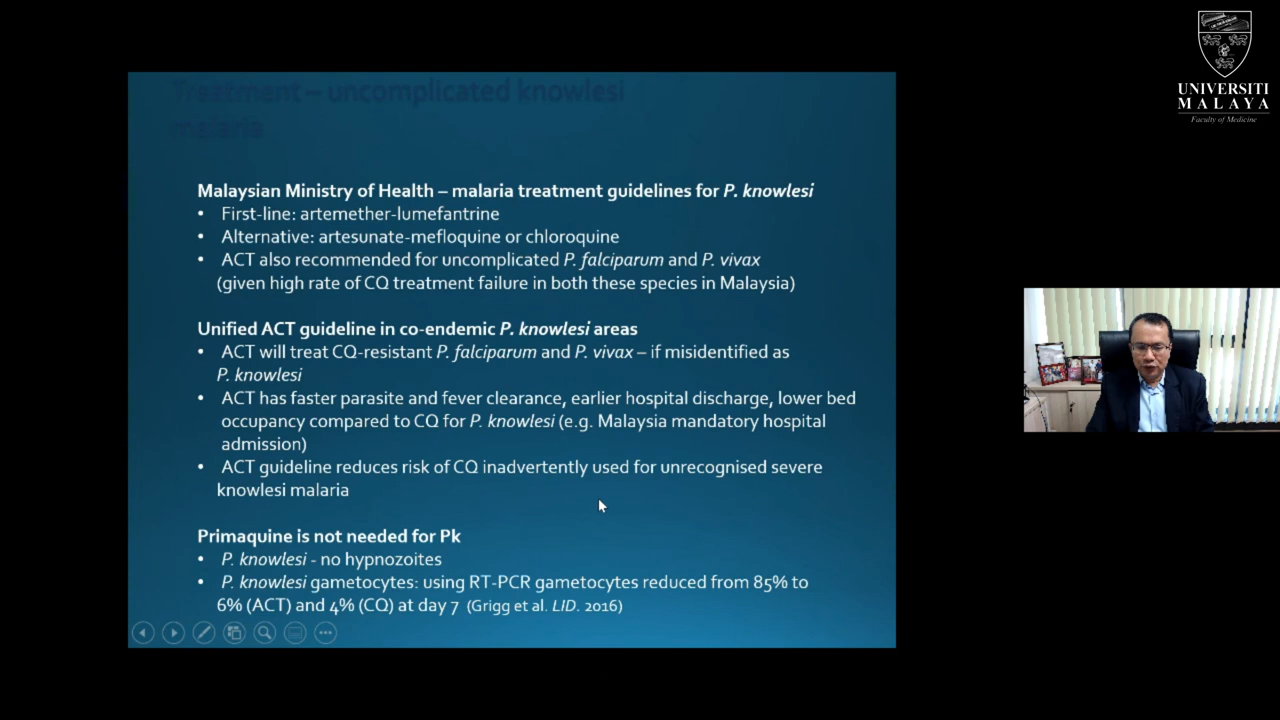 UNIVERSITI
MALAYA
Faculty of Medicine
Treatment – uncomplicated knowlesi
malaria
Malaysian Ministry of Health – malaria treatment guidelines for P. knowlesi
• First-line: artemether-lumefantrine
• Alternative: artesunate-mefloquine or chloroquine
• ACT also recommended for uncomplicated P. falciparum and P. vivax
(given high rate of CQ treatment failure in both these species in Malaysia)
Unified ACT guideline in co-endemic P. knowlesi areas
• ACT will treat CQ-resistant P. falciparum and P. vivax – if misidentified as
P. knowlesi
• ACT has faster parasite and fever clearance, earlier hospital discharge, lower bed
occupancy compared to CQ for P. knowlesi (e.g. Malaysia mandatory hospital
admission)
• ACT guideline reduces risk of CQ inadvertently used for unrecognised severe
knowlesi malaria
Primaquine is not needed for Pk
• P. knowlesi - no hypnozoites
• P. knowlesi gametocytes: using RT-PCR gametocytes reduced from 85% to
6% (ACT) and 4% (CQ) at day 7 (Grigg et al. LID. 2016)